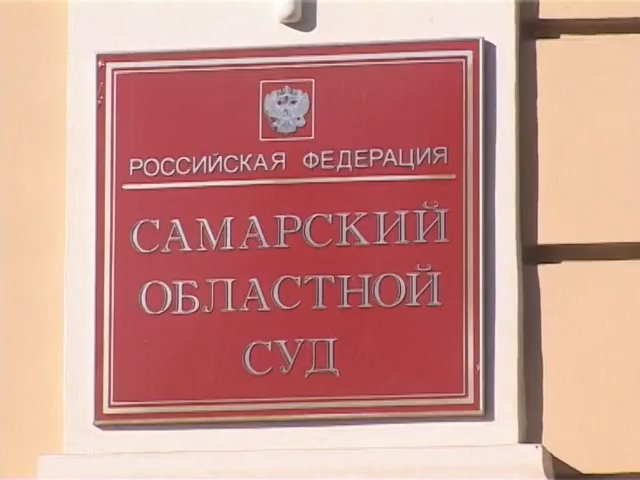 РОССИЙСКАЯ ФЕДЕРАЦИЯ
САМАРСКИЙ
ОБЛАСТНОЙ
СУД